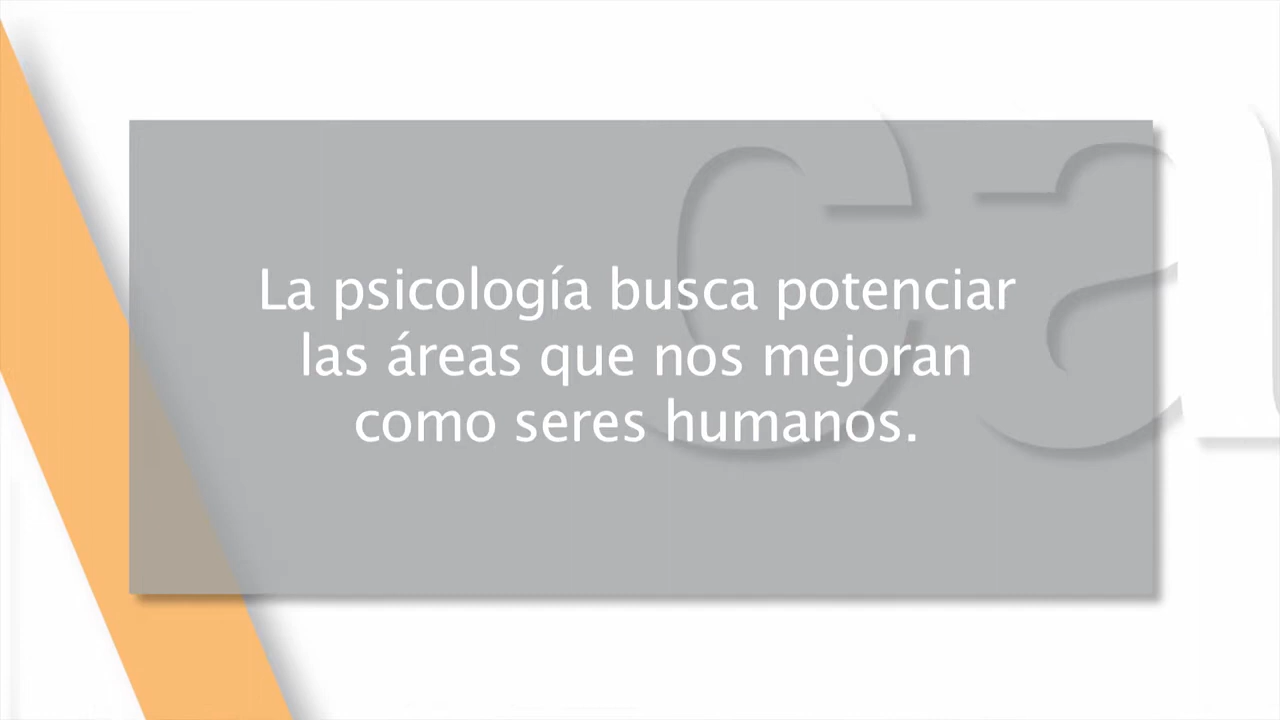 La psicología busca potenciar
las áreas que nos mejoran
como seres humanos.